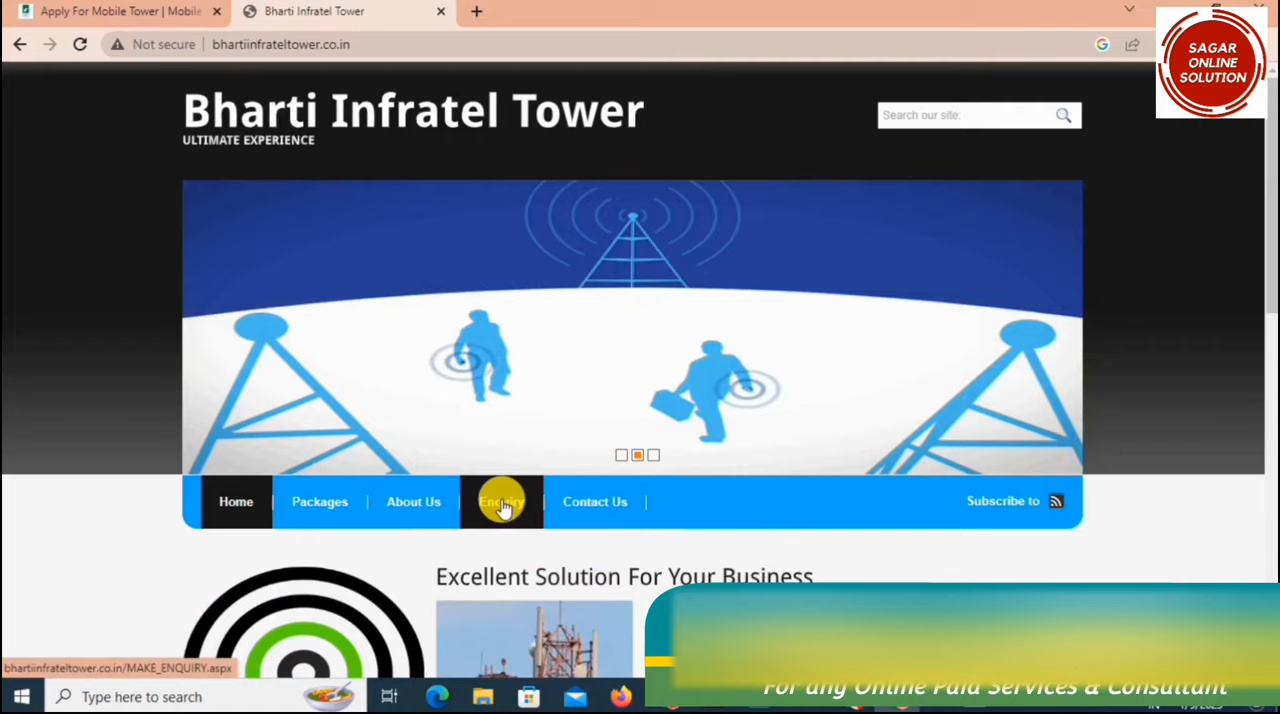 Apply For Mobile Tower | Mobile
Bharti Infratel Tower
Not secure
bhartiinfrateltower.co.in
SAGAR
ONLINE
SOLUTION
Bharti Infratel Tower
ULTIMATE EXPERIENCE
Search our site:
Home
Packages
About Us
Enquiry
Contact Us
Subscribe to
Excellent Solution For Your Business
bhartiinfrateltower.co.in/MAKE_ENQUIRY.aspx
Type here to search
For any Online Paid Services & Consultant